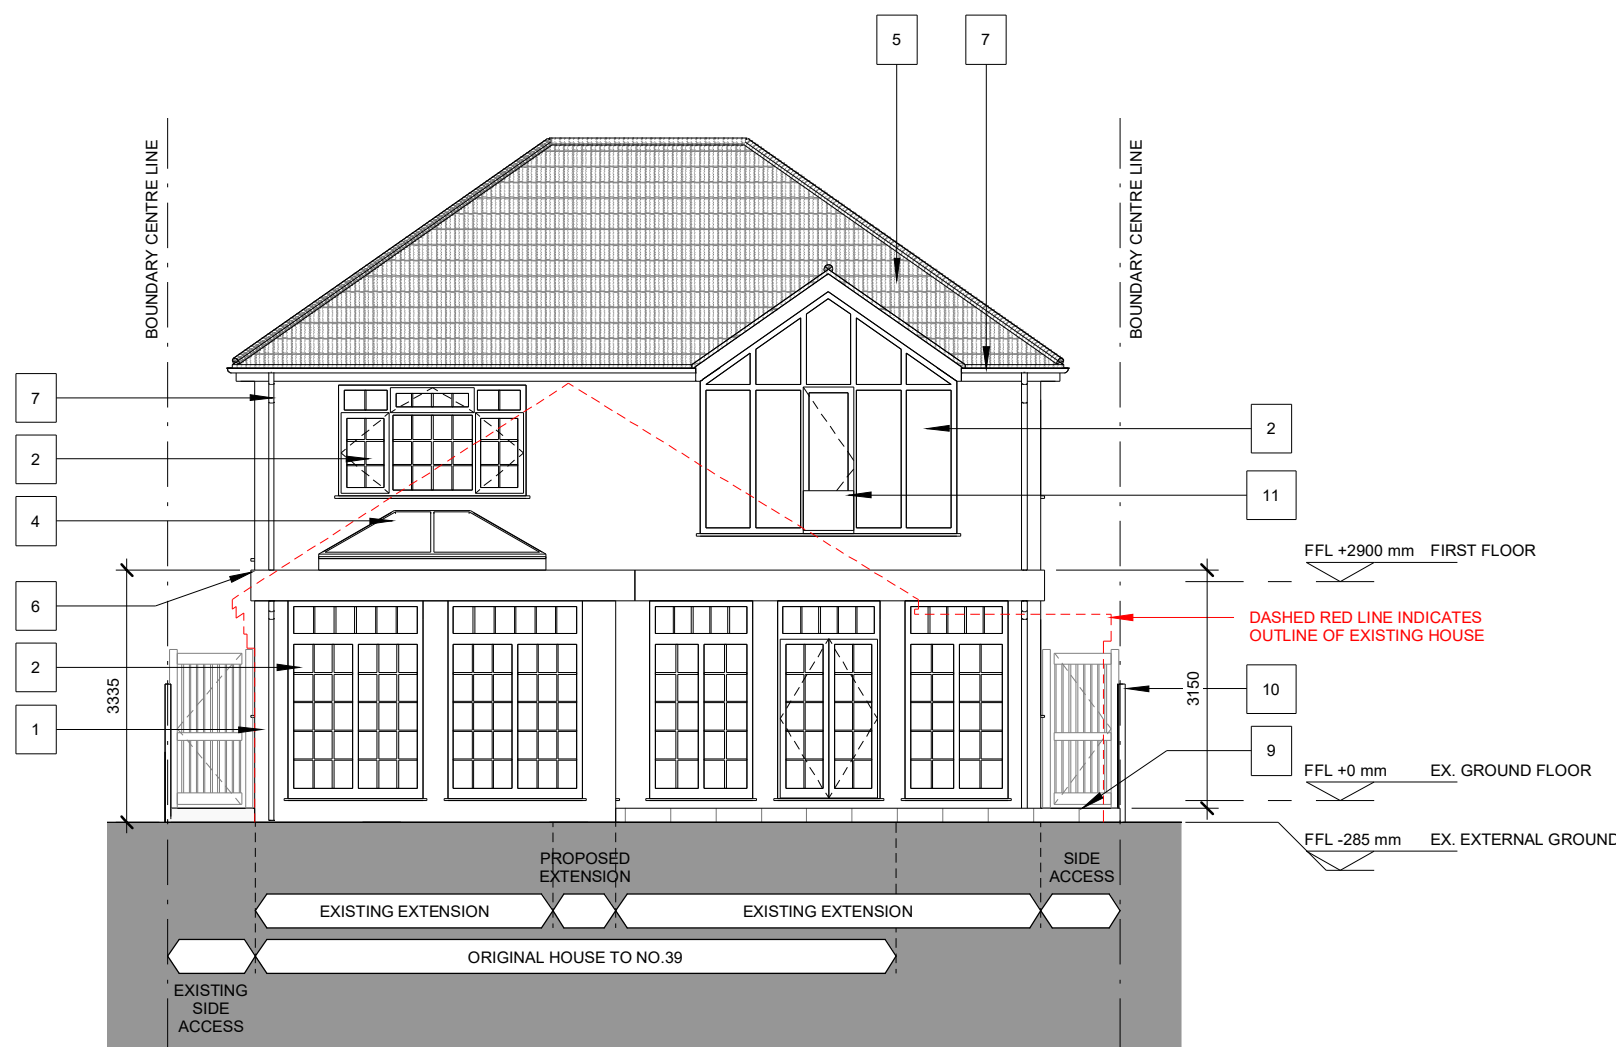 5
7
BOUNDARY CENTRE LINE
BOUNDARY CENTRE LINE
7
2
2
4
11
FFL +2900 mm FIRST FLOOR
6
DASHED RED LINE INDICATES
OUTLINE OF EXISTING HOUSE
2
3335
3150
10
1
9
FFL +0 mm EX. GROUND FLOOR
FFL -285 mm EX. EXTERNAL GROUND
PROPOSED
EXTENSION
SIDE
ACCESS
EXISTING EXTENSION
EXISTING EXTENSION
ORIGINAL HOUSE TO NO.39
EXISTING
SIDE
ACCESS